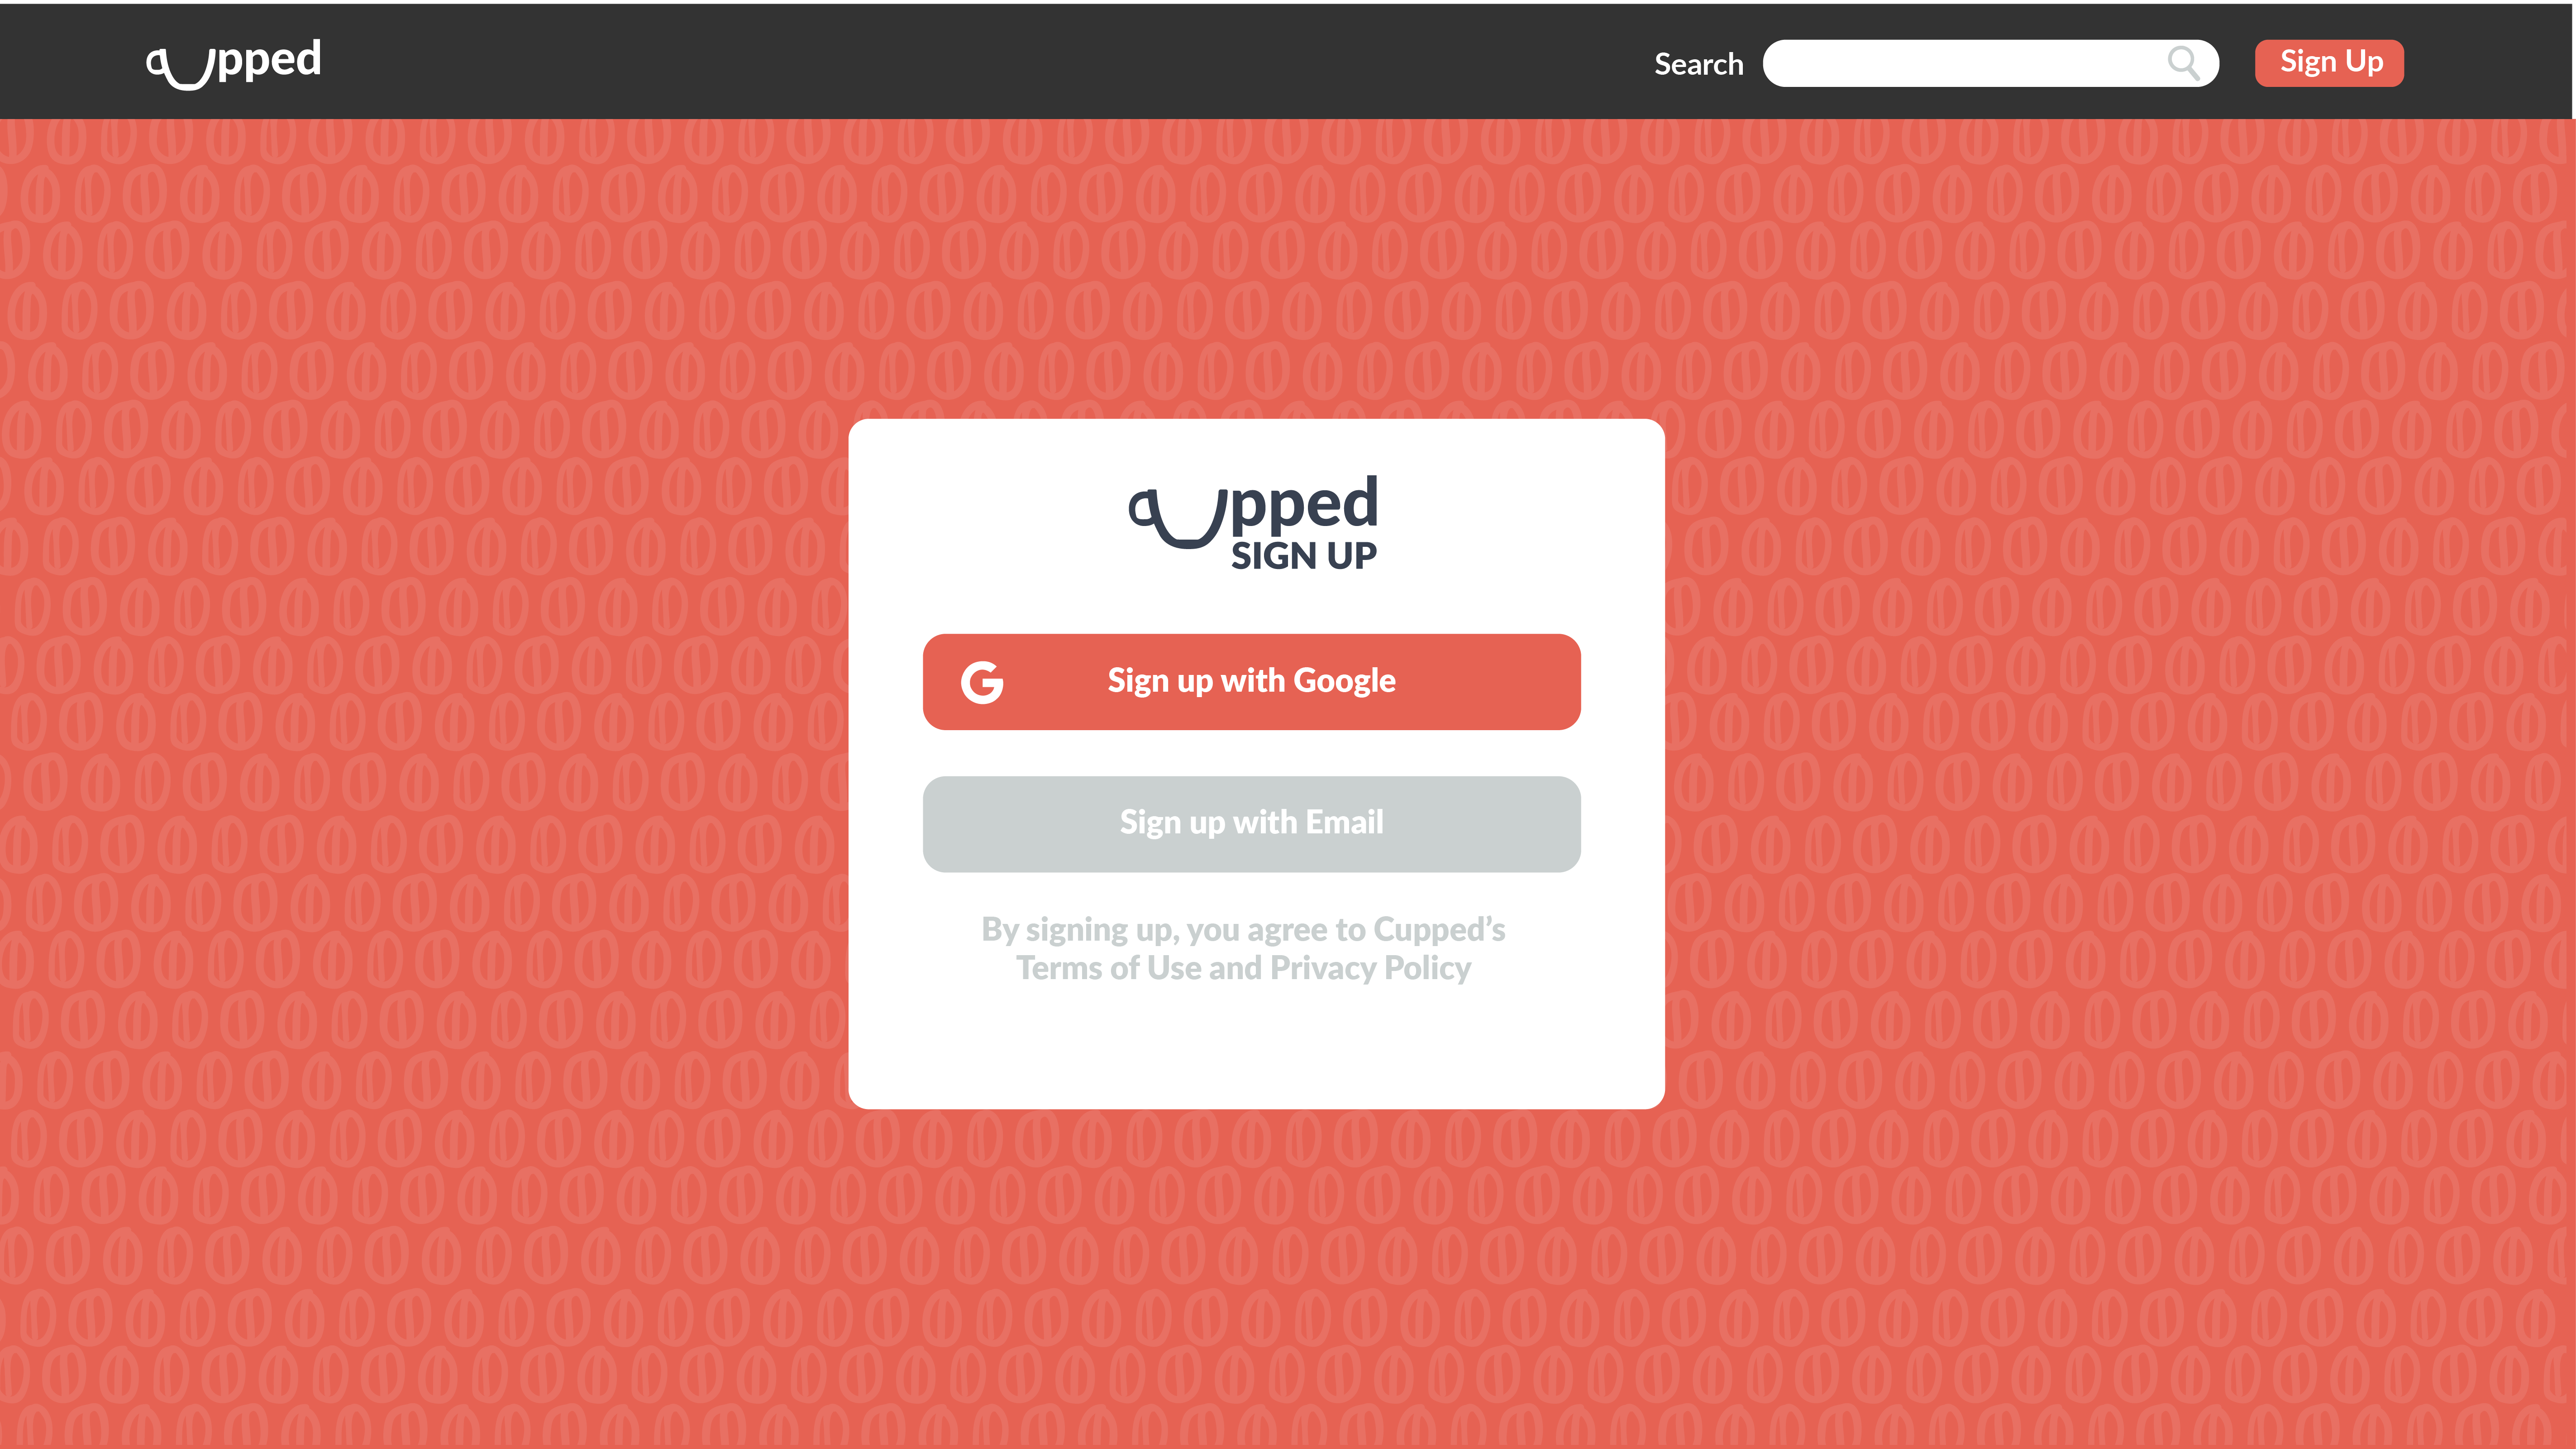 Cupped
Search
Sign Up
Cupped
SIGN UP
G
Sign up with Google
Sign up with Email
By signing up, you agree to Cupped’s
Terms of Use and Privacy Policy